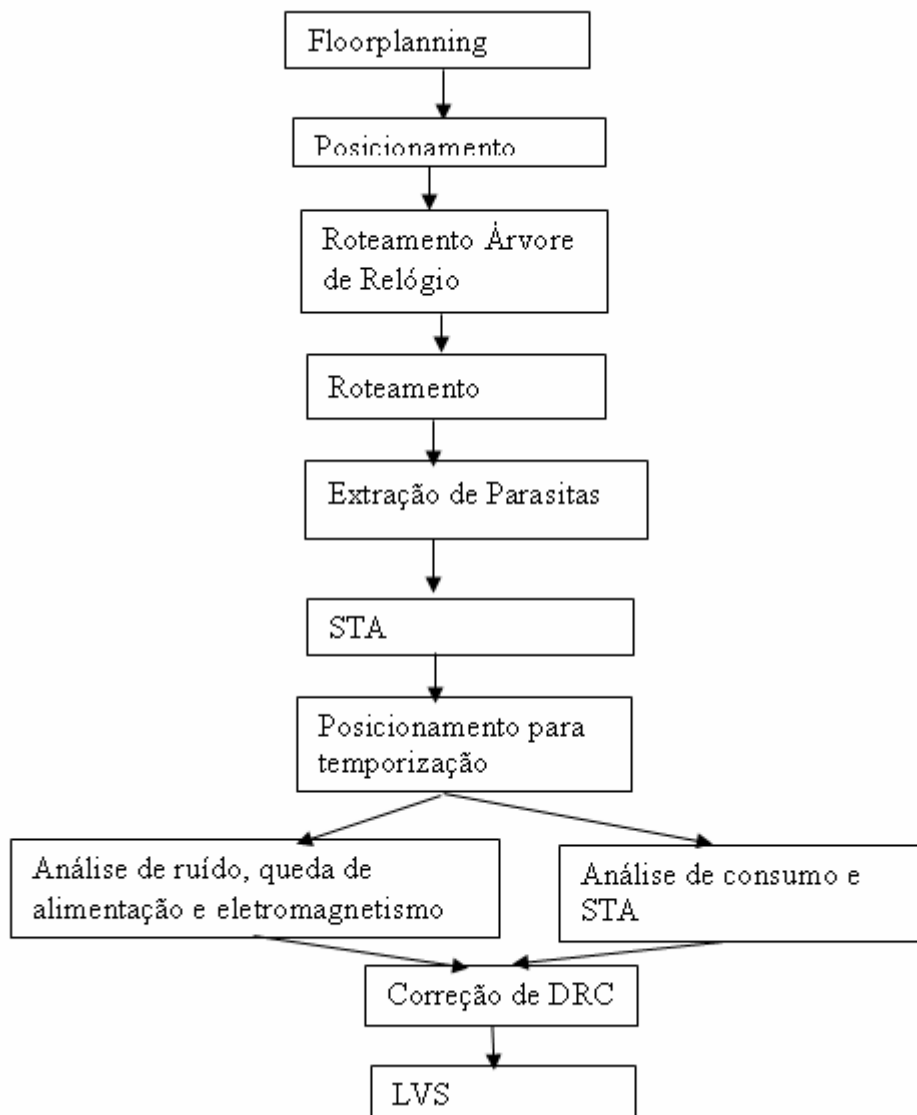 Floorplanning
Posicionamento
Roteamento Árvore
de Relógio
Roteamento
Extração de Parasitas
STA
Posicionamento para
temporização
Análise de ruído, queda de
alimentação e eletromagnetismo
Análise de consumo e
STA
Correção de DRC
LVS